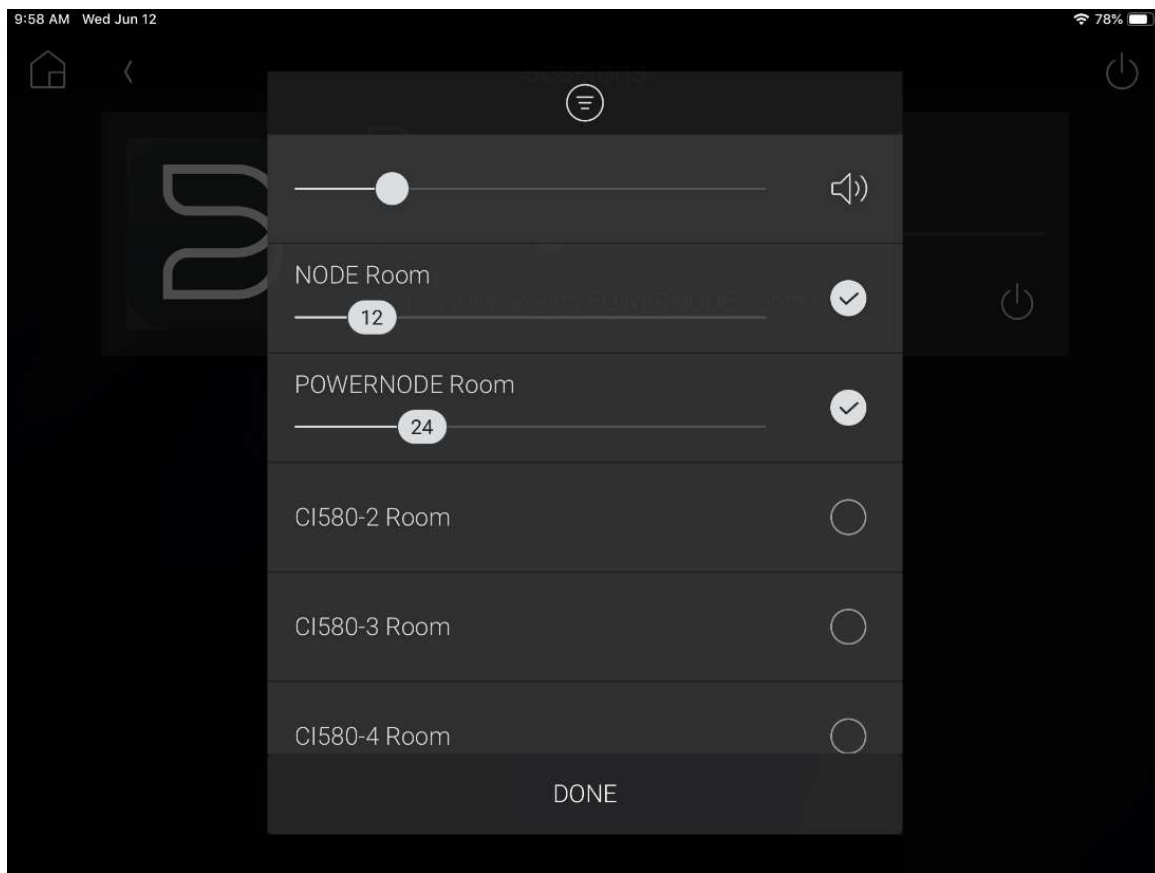 9:58 AM Wed Jun 12
78%
Sessions
NODE Room
12
POWERNODE Room
24
CI580-2 Room
CI580-3 Room
CI580-4 Room
DONE